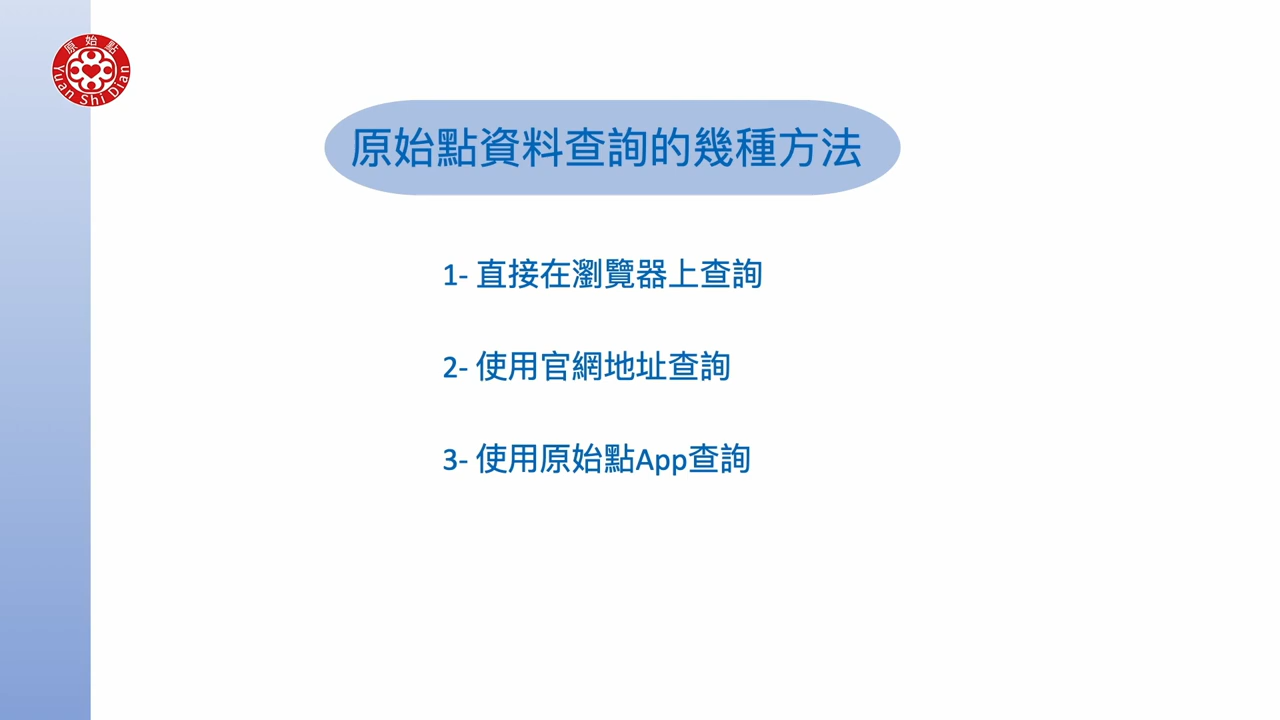 原始點
Yuan Shi Dian
原始點資料查詢的幾種方法
1- 直接在瀏覽器上查詢
2- 使用官網地址查詢
3- 使用原始點App查詢